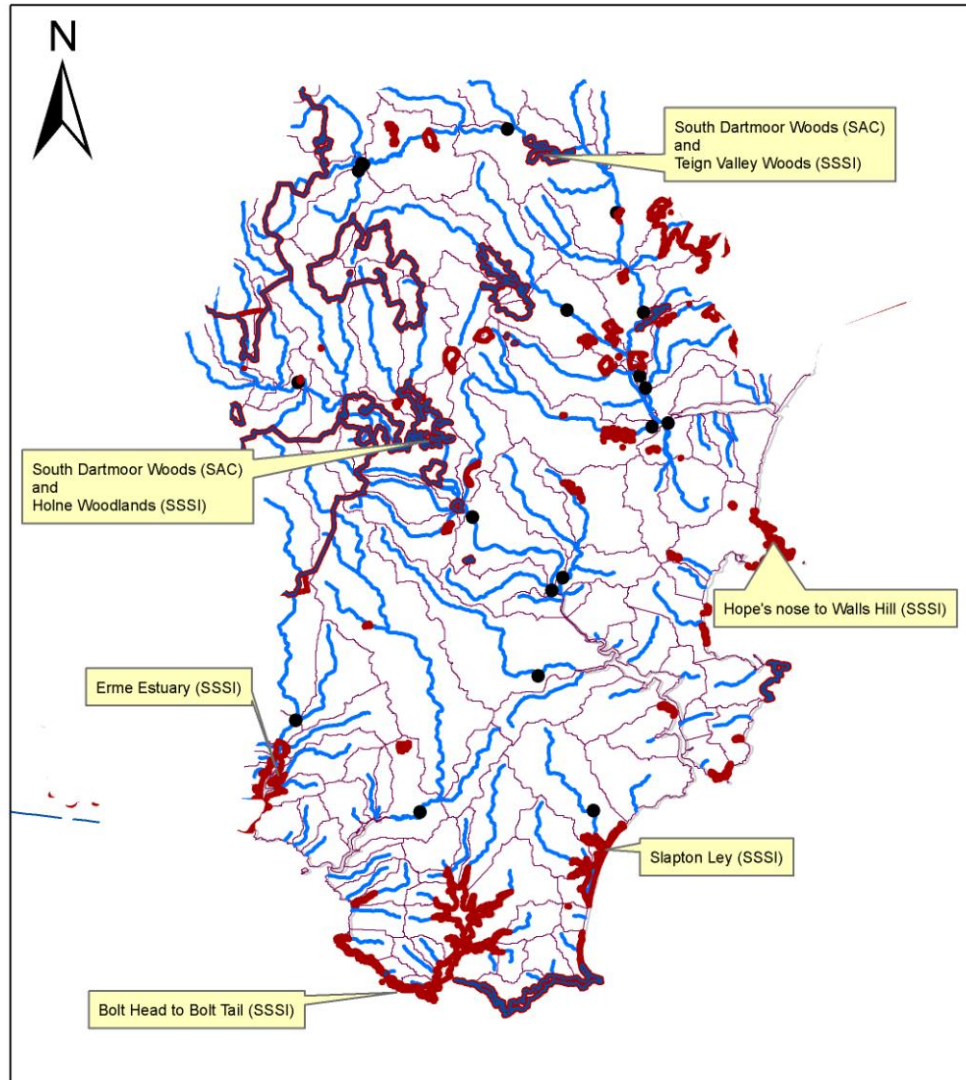 N
South Dartmoor Woods (SAC)
and
Teign Valley Woods (SSSI)
South Dartmoor Woods (SAC)
and
Holne Woodlands (SSSI)
Hope's nose to Walls Hill (SSSI)
Erme Estuary (SSSI)
Slapton Ley (SSSI)
Bolt Head to Bolt Tail (SSSI)